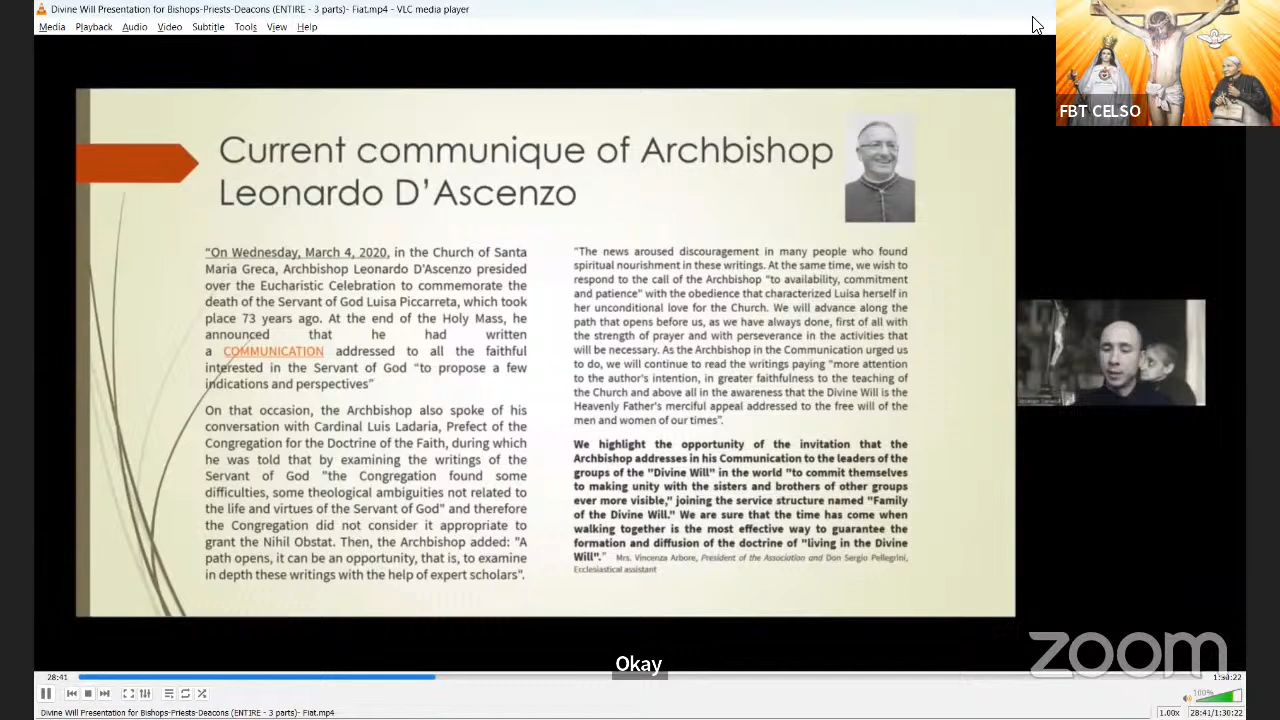 Divine Will Presentation for Bishops-Priests-Deacons (ENTIRE - 3 parts)- Fiat.mp4 - VLC media player
Media Playback Audio Video Subtitle Tools View Help
FBT CELSO
Current communique of Archbishop
Leonardo D'Ascenzo
"On Wednesday, March 4, 2020, in the Church of Santa
Maria Greca, Archbishop Leonardo D'Ascenzo presided
over the Eucharistic Celebration to commemorate the
death of the Servant of God Luisa Piccarreta, which took
place 73 years ago. At the end of the Holy Mass, he
announced that he had written
a COMMUNICATION addressed to all the faithful
interested in the Servant of God "to propose a few
indications and perspectives"
On that occasion, the Archbishop also spoke of his
conversation with Cardinal Luis Ladaria, Prefect of the
Congregation for the Doctrine of the Faith, during which
he was told that by examining the writings of the
Servant of God "the Congregation found some
difficulties, some theological ambiguities not related to
the life and virtues of the Servant of God" and therefore
the Congregation did not consider it appropriate to
grant the Nihil Obstat. Then, the Archbishop added: "A
path opens, it can be an opportunity, that is, to examine
in depth these writings with the help of expert scholars".
"The news aroused discouragement in many people who found
spiritual nourishment in these writings. At the same time, we wish to
respond to the call of the Archbishop "to availability, commitment
and patience" with the obedience that characterized Luisa herself in
her unconditional love for the Church. We will advance along the
path that opens before us, as we have always done, first of all with
the strength of prayer and with perseverance in the activities that
will be necessary. As the Archbishop in the Communication urged us
to do, we will continue to read the writings paying "more attention
to the author's intention, in greater faithfulness to the teaching of
the Church and above all in the awareness that the Divine Will is the
Heavenly Father's merciful appeal addressed to the free will of the
men and women of our times".
We highlight the opportunity of the invitation that the
Archbishop addresses in his Communication to the leaders of the
groups of the "Divine Will" in the world "to commit themselves
to making unity with the sisters and brothers of other groups
ever more visible," joining the service structure named "Family
of the Divine Will." We are sure that the time has come when
walking together is the most effective way to guarantee the
formation and diffusion of the doctrine of "living in the Divine
Will"." Mrs. Vincenza Arbore, President of the Association and Don Sergio Pellegrini,
Ecclesiastical assistant
Okay
zoom
28:41
1:30:22
100%
Divine Will Presentation for Bishops-Priests-Deacons (ENTIRE - 3 parts)- Fiat.mp4
1.00x 28:41/1:30:22